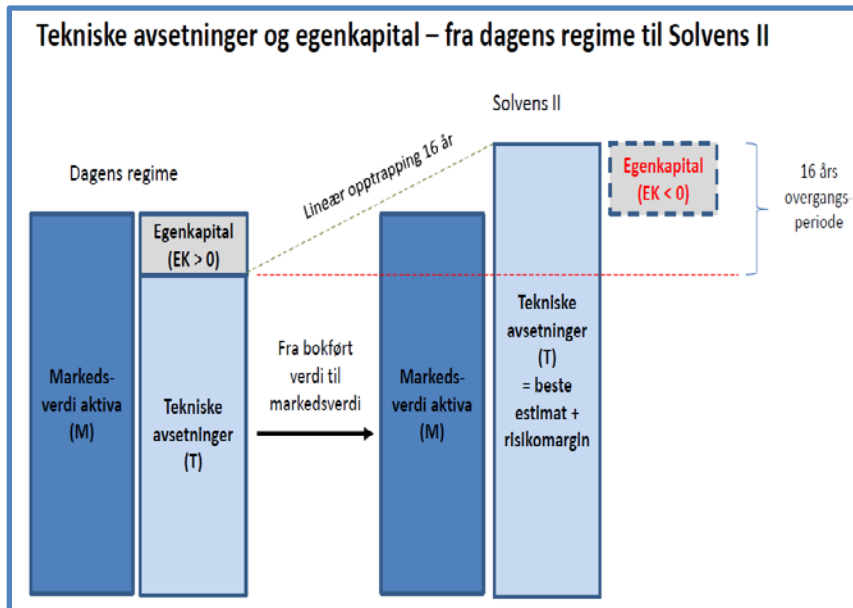 Tekniske avsetninger og egenkapital – fra dagens regime til Solvens II
Solvens II
Dagens regime
Lineær opptrapping 16 år
Egenkapital
(EK > 0)
Egenkapital
(EK < 0)
16 års
overgangs-
periode
Markeds-
verdi aktiva
(M)
Tekniske
avsetninger
(T)
Fra bokført
verdi til
markedsverdi
Markeds-
verdi aktiva
(M)
Tekniske
avsetninger
(T)
= beste
estimat +
risikomargin